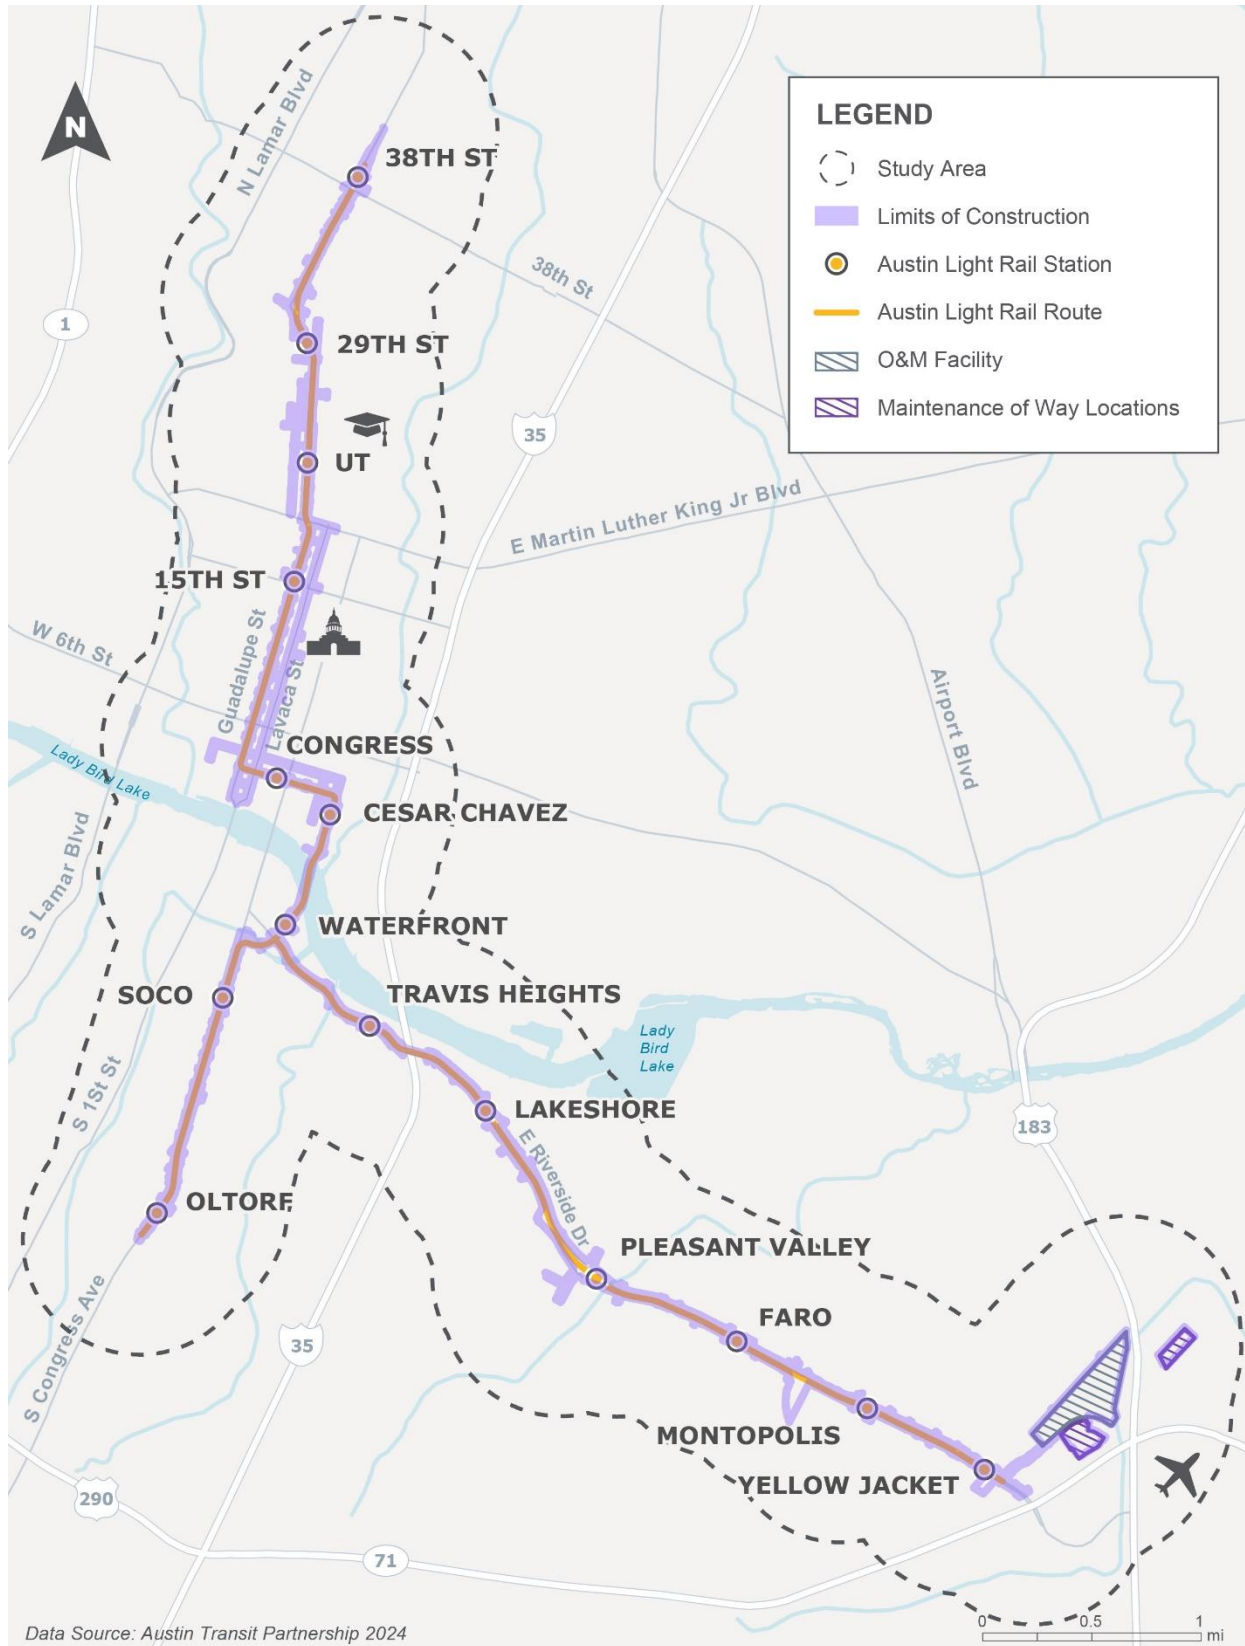 N
N Lamar Blvd
38TH ST
LEGEND
Study Area
Limits of Construction
Austin Light Rail Station
Austin Light Rail Route
O&M Facility
Maintenance of Way Locations
38th St
1
29TH ST
35
UT
E Martin Luther King Jr Blvd
15TH ST
W 6th St
Guadalupe St
Lavaca St
Airport Blvd
CONGRESS
Lady Bird Lake
CESAR CHAVEZ
S Lamar Blvd
WATERFRONT
SOCO
TRAVIS HEIGHTS
Lady
Bird
Lake
S 1St St
LAKESHORE
183
E Riverside Dr
OLTORF
PLEASANT VALLEY
FARO
S Congress Ave
35
MONTOPOLIS
YELLOW JACKET
290
71
Data Source: Austin Transit Partnership 2024
0 0.5 1
mi